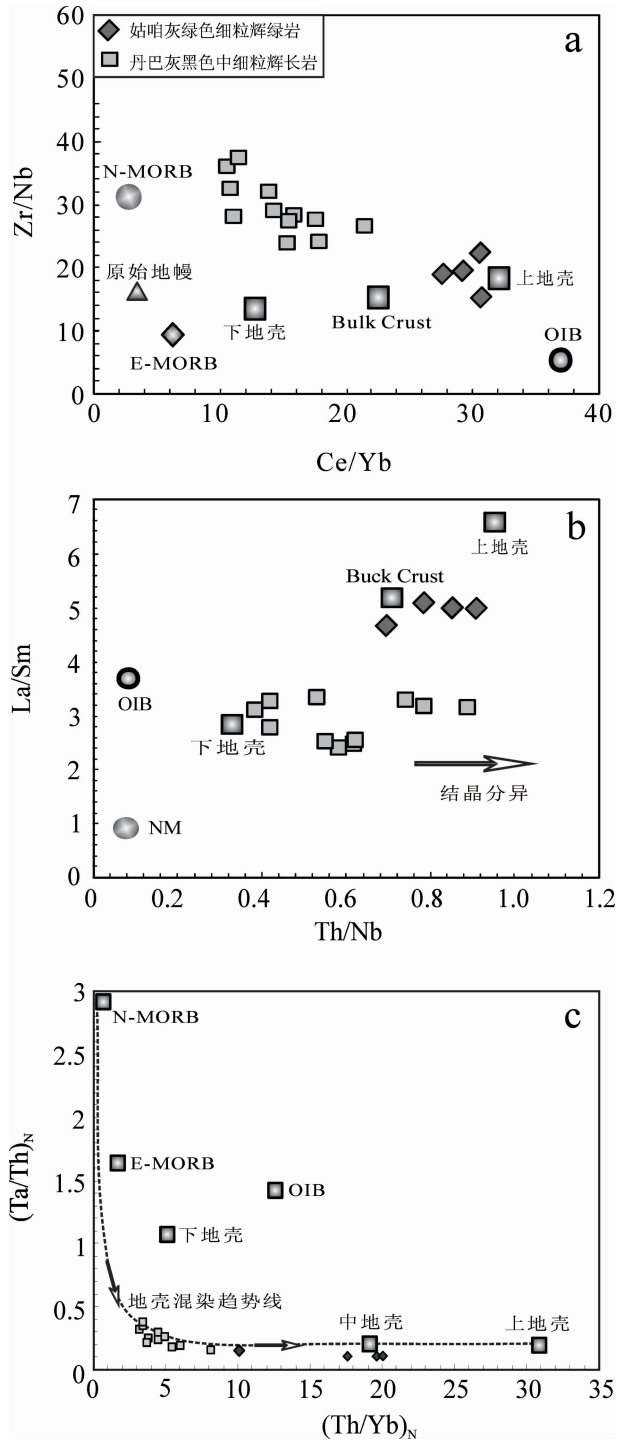 60
50
40
30
20
10
0
Zr/Nb
姑咱灰绿色细粒辉绿岩
丹巴灰黑色中细粒辉长岩
a
N-MORB
原始地幔
E-MORB
下地壳
Bulk Crust
上地壳
OIB
0 10 20 30 40
Ce/Yb
7
6
5
4
3
2
1
0
La/Sm
b
上地壳
Buck Crust
OIB
下地壳
结晶分异
NM
0 0.2 0.4 0.6 0.8 1.0 1.2
Th/Nb
3
2.5
2
1.5
1
0.5
0
(Ta/Th)N
c
N-MORB
E-MORB
OIB
下地壳
地壳混染趋势线
中地壳
上地壳
0 5 10 15 20 25 30 35
(Th/Yb)N